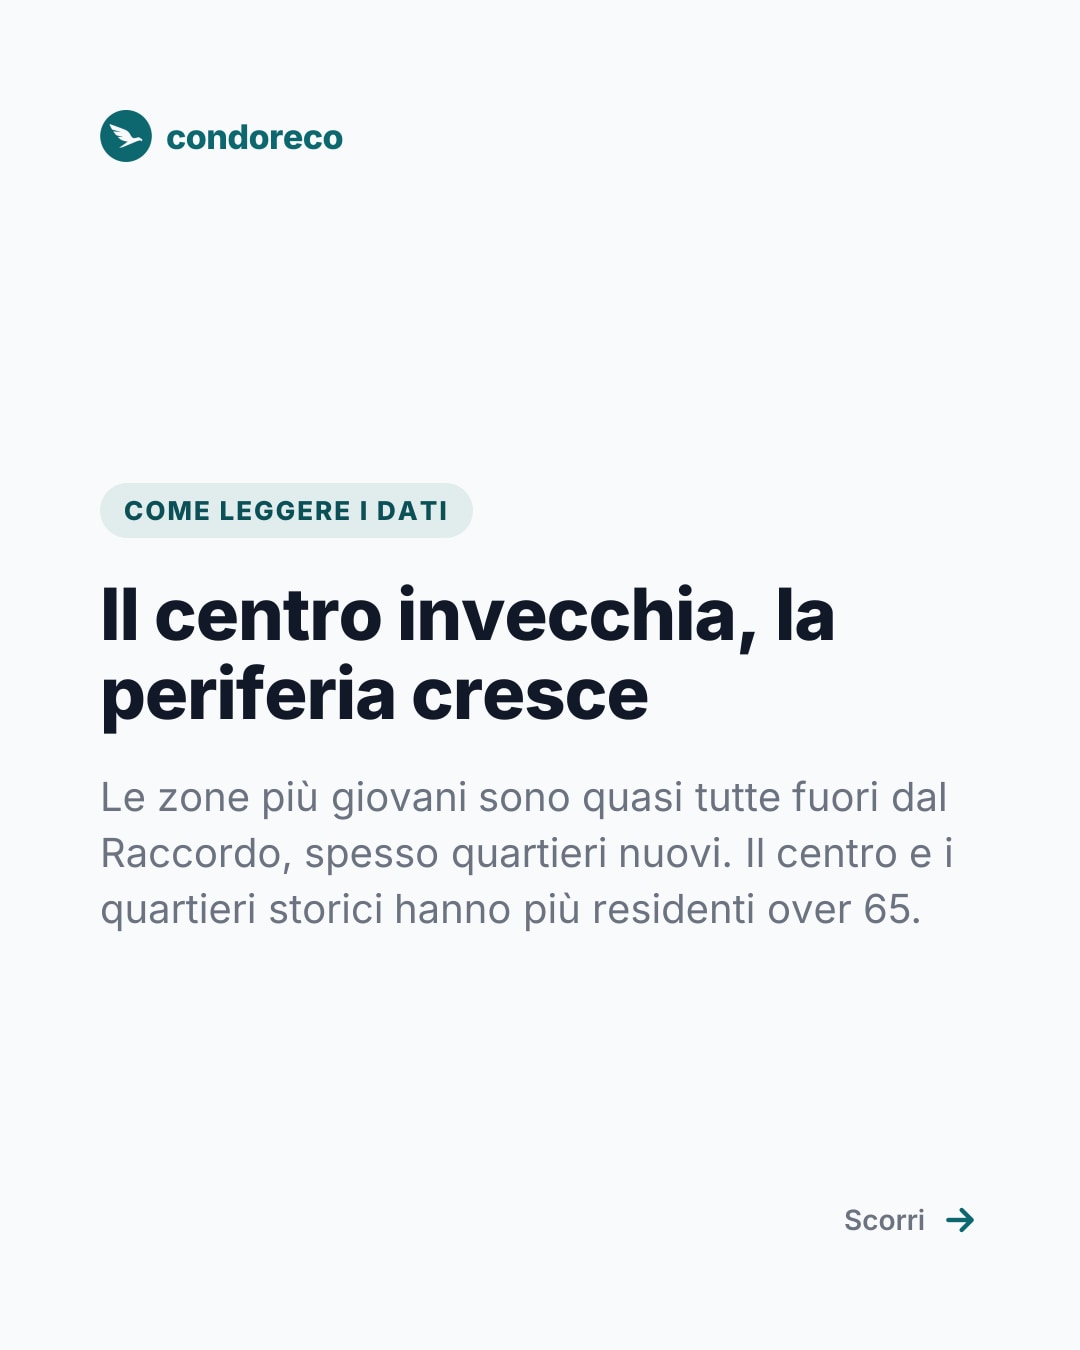 condoreco
COME LEGGERE I DATI
Il centro invecchia, la
periferia cresce
Le zone più giovani sono quasi tutte fuori dal
Raccordo, spesso quartieri nuovi. Il centro e i
quartieri storici hanno più residenti over 65.
Scorri